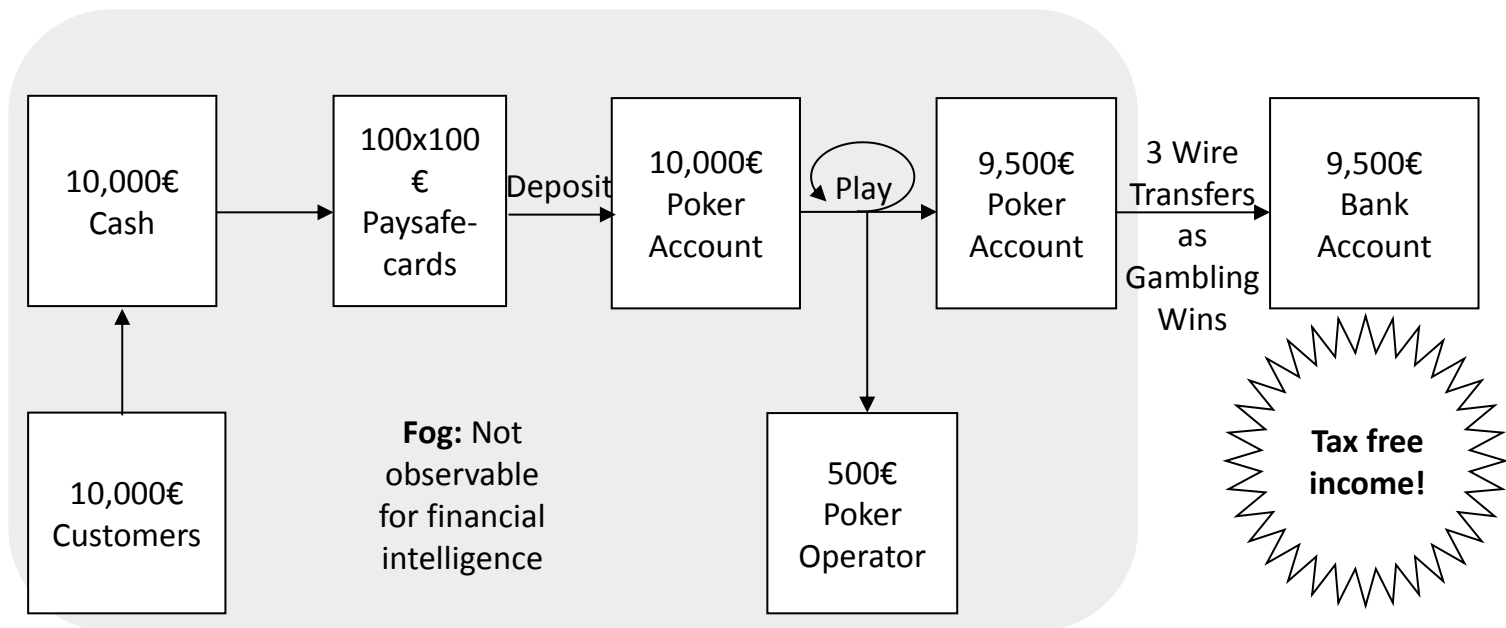 10,000€
Cash
100x100
€
Paysafe-
cards
Deposit
10,000€
Poker
Account
Play
9,500€
Poker
Account
3 Wire
Transfers
as
Gambling
Wins
9,500€
Bank
Account
10,000€
Customers
Fog: Not
observable
for financial
intelligence
500€
Poker
Operator
Tax free
income!